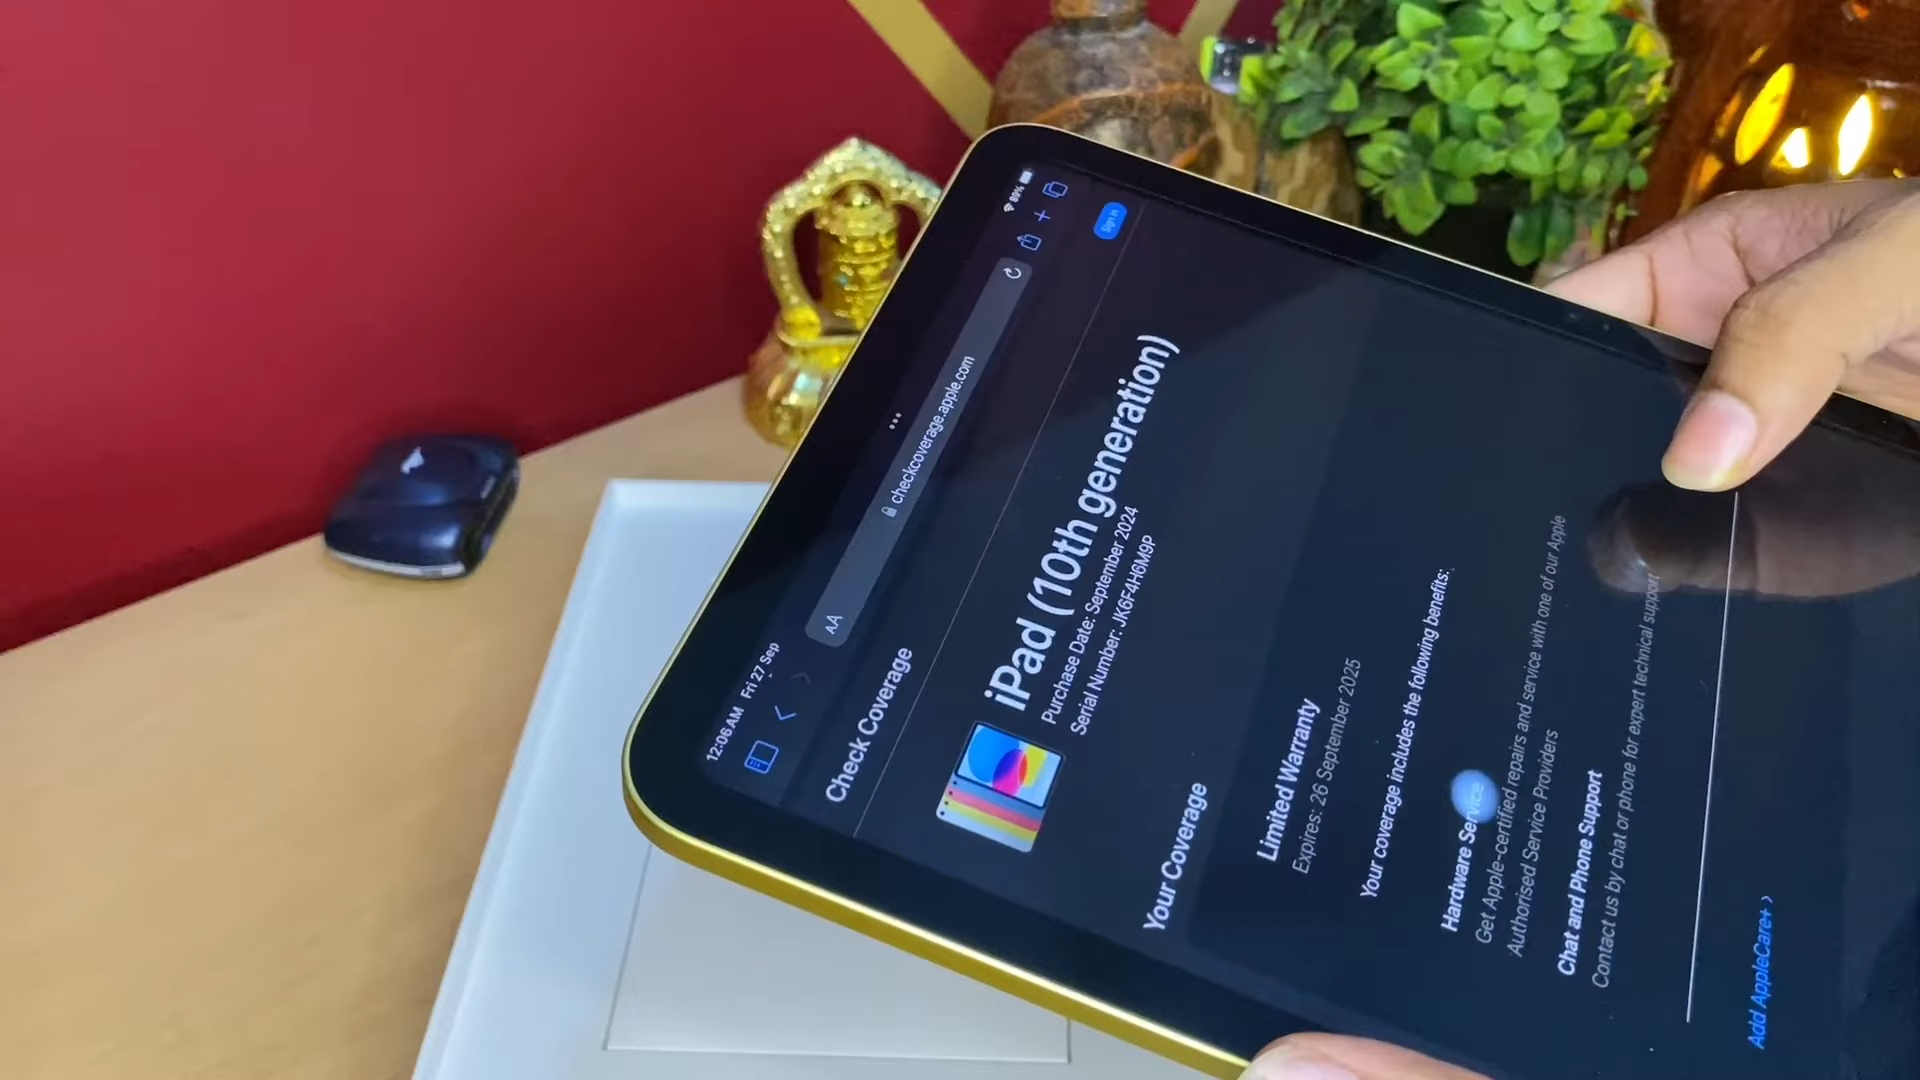 12:06 AM Fri 27 Sep
89%
AA
checkcoverage.apple.com
Check Coverage
Sign In
iPad (10th generation)
Purchase Date: September 2024
Serial Number: JK6F4H6M9P
Your Coverage
Limited Warranty
Expires: 26 September 2025
Your coverage includes the following benefits:
Hardware Service
Get Apple-certified repairs and service with one of our Apple
Authorised Service Providers
Chat and Phone Support
Contact us by chat or phone for expert technical support
Add AppleCare+ >